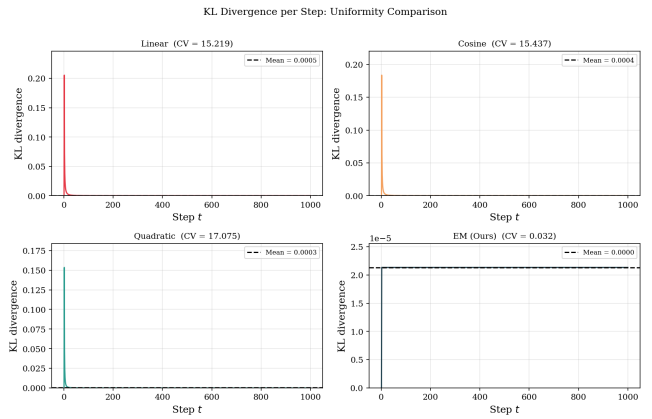 KL Divergence per Step: Uniformity Comparison
Linear (CV = 15.219)
Mean = 0.0005
KL divergence
0.20
0.15
0.10
0.05
0.00
0 200 400 600 800 1000
Step t
Cosine (CV = 15.437)
Mean = 0.0004
KL divergence
0.20
0.15
0.10
0.05
0.00
0 200 400 600 800 1000
Step t
Quadratic (CV = 17.075)
Mean = 0.0003
KL divergence
0.175
0.150
0.125
0.100
0.075
0.050
0.025
0.000
0 200 400 600 800 1000
Step t
1e−5
EM (Ours) (CV = 0.032)
Mean = 0.0000
KL divergence
2.5
2.0
1.5
1.0
0.5
0.0
0 200 400 600 800 1000
Step t